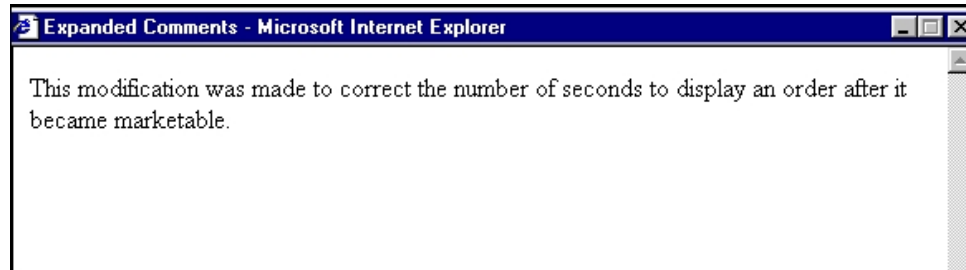 Expanded Comments - Microsoft Internet Explorer
This modification was made to correct the number of seconds to display an order after it
became marketable.